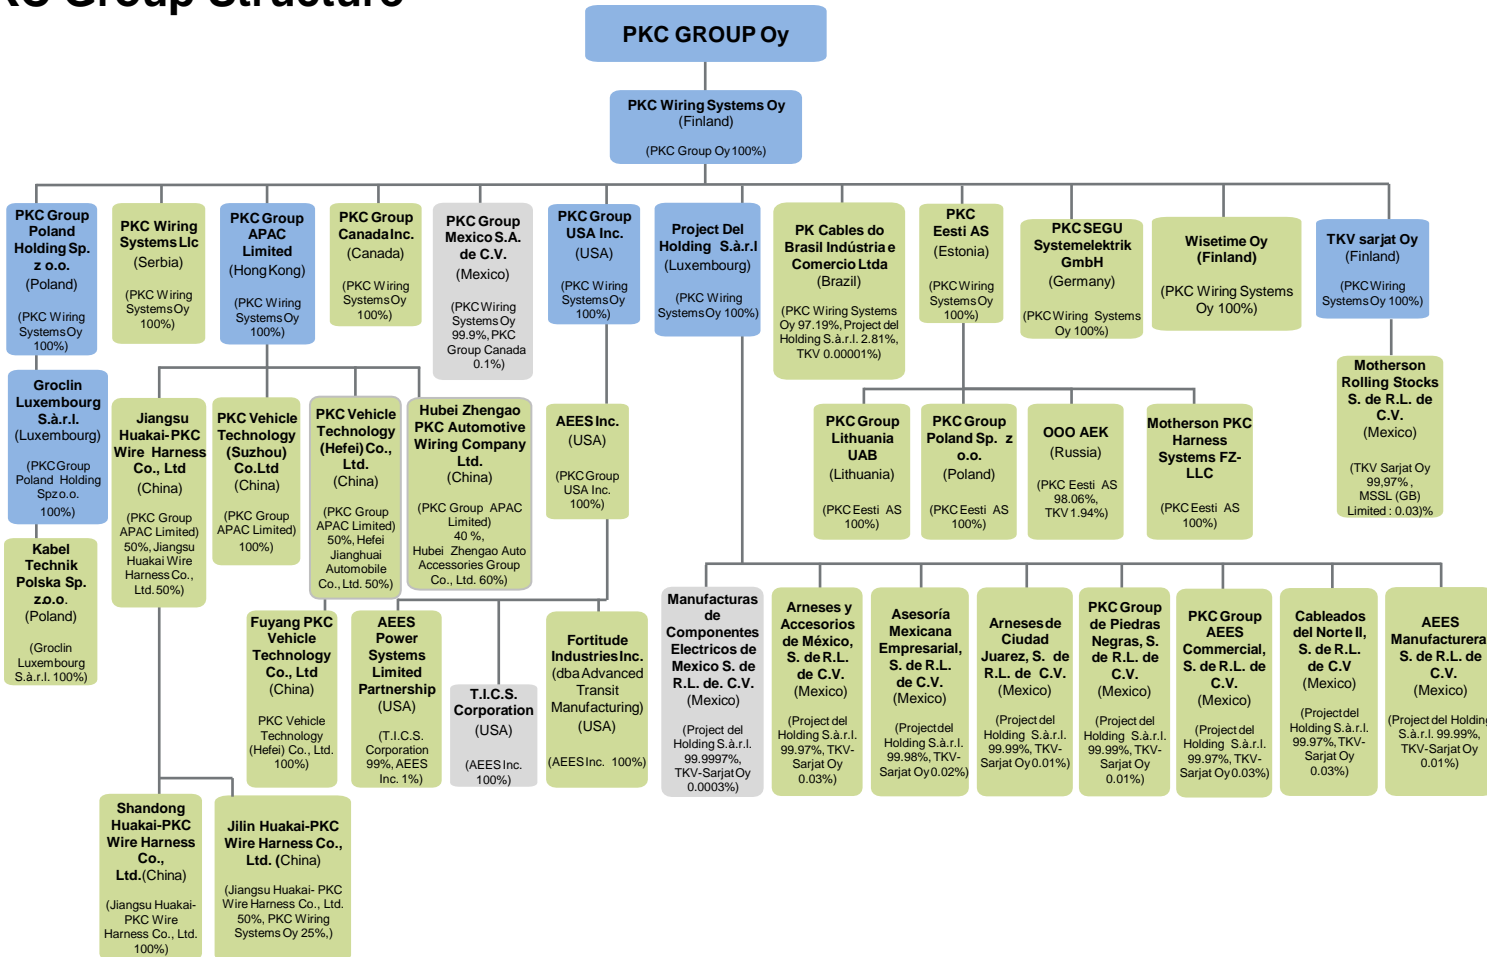 KC Group Structure
PKC GROUP Oy
PKC Wiring Systems Oy
(Finland)
(PKC Group Oy 100%)
PKC Group
Poland
Holding Sp.
z o.o.
(Poland)
(PKC Wiring
Systems Oy
100%)
PKC Wiring
Systems Llc
(Serbia)
(PKC Wiring
Systems Oy
100%)
PKC Group
APAC
Limited
(Hong Kong)
(PKC Wiring
Systems Oy
100%)
PKC Group
Canada Inc.
(Canada)
(PKC Wiring
Systems Oy
100%)
PKC Group
Mexico S.A.
de C.V.
(Mexico)
(PKC Wiring
Systems Oy
99.9%, PKC
Group Canada
0.1%)
PKC Group
USA Inc.
(USA)
(PKC Wiring
Systems Oy
100%)
Project Del
Holding S.à.r.l
(Luxembourg)
(PKC Wiring
Systems Oy 100%)
PK Cables do
Brasil Indústria e
Comercio Ltda
(Brazil)
(PKC Wiring Systems
Oy 97.19%, Project del
Holding S.à.r.l. 2.81%,
TKV 0.00001%)
PKC
Eesti AS
(Estonia)
(PKC Wiring
Systems Oy
100%)
PKC SEGU
Systemelektrik
GmbH
(Germany)
(PKC Wiring Systems
Oy 100%)
Wisetime Oy
(Finland)
(PKC Wiring Systems
Oy 100%)
TKV sarjat Oy
(Finland)
(PKC Wiring
Systems Oy 100%)
Groclin
Luxembourg
S.à.r.l.
(Luxembourg)
(PKC Group
Poland Holding
Spz o.o.
100%)
Kabel
Technik
Polska Sp.
z.o.o.
(Poland)
(Groclin
Luxembourg
S.à.r.l. 100%)
Jiangsu
Huakai-PKC
Wire Harness
Co., Ltd
(China)
(PKC Group
APAC Limited)
50%, Jiangsu
Huakai Wire
Harness Co.,
Ltd. 50%)
PKC Vehicle
Technology
(Suzhou)
Co.Ltd
(China)
(PKC Group
APAC Limited)
100%)
PKC Vehicle
Technology
(Hefei) Co.,
Ltd.
(China)
(PKC Group
APAC Limited)
50%, Hefei
Jianghuai
Automobile
Co., Ltd. 50%)
Hubei Zhengao
PKC Automotive
Wiring Company
Ltd.
(China)
(PKC Group APAC
Limited)
40 %,
Hubei Zhengao Auto
Accessories Group
Co., Ltd. 60%)
AEES Inc.
(USA)
(PKC Group
USA Inc.
100%)
PKC Group
Lithuania
UAB
(Lithuania)
(PKC Eesti AS
100%)
PKC Group
Poland Sp. z
o.o.
(Poland)
(PKC Eesti AS
100%)
OOO AEK
(Russia)
(PKC Eesti AS
98.06%,
TKV 1.94%)
Motherson PKC
Harness
Systems FZ-
LLC
(PKC Eesti AS
100%)
Motherson
Rolling Stocks
S. de R.L. de
C.V.
(Mexico)
(TKV Sarjat Oy
99,97% ,
MSSL (GB)
Limited : 0.03)%
Fuyang PKC
Vehicle
Technology
Co., Ltd
(China)
PKC Vehicle
Technology
(Hefei) Co., Ltd.
100%)
AEES
Power
Systems
Limited
Partnership
(USA)
(T.I.C.S.
Corporation
99%, AEES
Inc. 1%)
T.I.C.S.
Corporation
(USA)
(AEES Inc.
100%)
Fortitude
Industries Inc.
(dba Advanced
Transit
Manufacturing)
(USA)
(AEES Inc. 100%)
Manufacturas
de
Componentes
Electricos de
Mexico S. de
R.L. de. C.V.
(Mexico)
(Project del
Holding S.à.r.l.
99.9997%,
TKV-Sarjat Oy
0.0003%)
Arneses y
Accesorios
de México,
S. de R.L.
de C.V.
(Mexico)
(Project del
Holding S.à.r.l.
99.97%, TKV-
Sarjat Oy
0.03%)
Asesoría
Mexicana
Empresarial,
S. de R.L.
de C.V.
(Mexico)
(Project del
Holding S.à.r.l.
99.98%, TKV-
Sarjat Oy 0.02%)
Arneses de
Ciudad
Juarez, S. de
R.L. de C.V.
(Mexico)
(Project del
Holding S.à.r.l.
99.99%, TKV-
Sarjat Oy 0.01%)
PKC Group
de Piedras
Negras, S.
de R.L. de
C.V.
(Mexico)
(Project del
Holding S.à.r.l.
99.99%, TKV-
Sarjat Oy
0.01%)
PKC Group
AEES
Commercial,
S. de R.L. de
C.V.
(Mexico)
(Project del
Holding S.à.r.l.
99.97%, TKV-
Sarjat Oy 0.03%)
Cableados
del Norte II,
S. de R.L.
de C.V
(Mexico)
(Project del
Holding S.à.r.l.
99.97%, TKV-
Sarjat Oy
0.03%)
AEES
Manufacturera,
S. de R.L. de
C.V.
(Mexico)
(Project del Holding
S.à.r.l. 99.99%,
TKV-Sarjat Oy
0.01%)
Shandong
Huakai-PKC
Wire Harness
Co.,
Ltd.(China)
(Jiangsu Huakai-
PKC Wire
Harness Co., Ltd.
100%)
Jilin Huakai-PKC
Wire Harness Co.,
Ltd. (China)
(Jiangsu Huakai- PKC
Wire Harness Co., Ltd.
50%, PKC Wiring
Systems Oy 25%,)